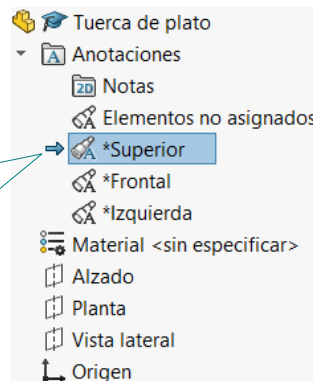 Tuerca de plato
Anotaciones
2D Notas
Elementos no asignados
*Superior
*Frontal
*Izquierda
Material <sin especificar>
Alzado
Planta
Vista lateral
Origen